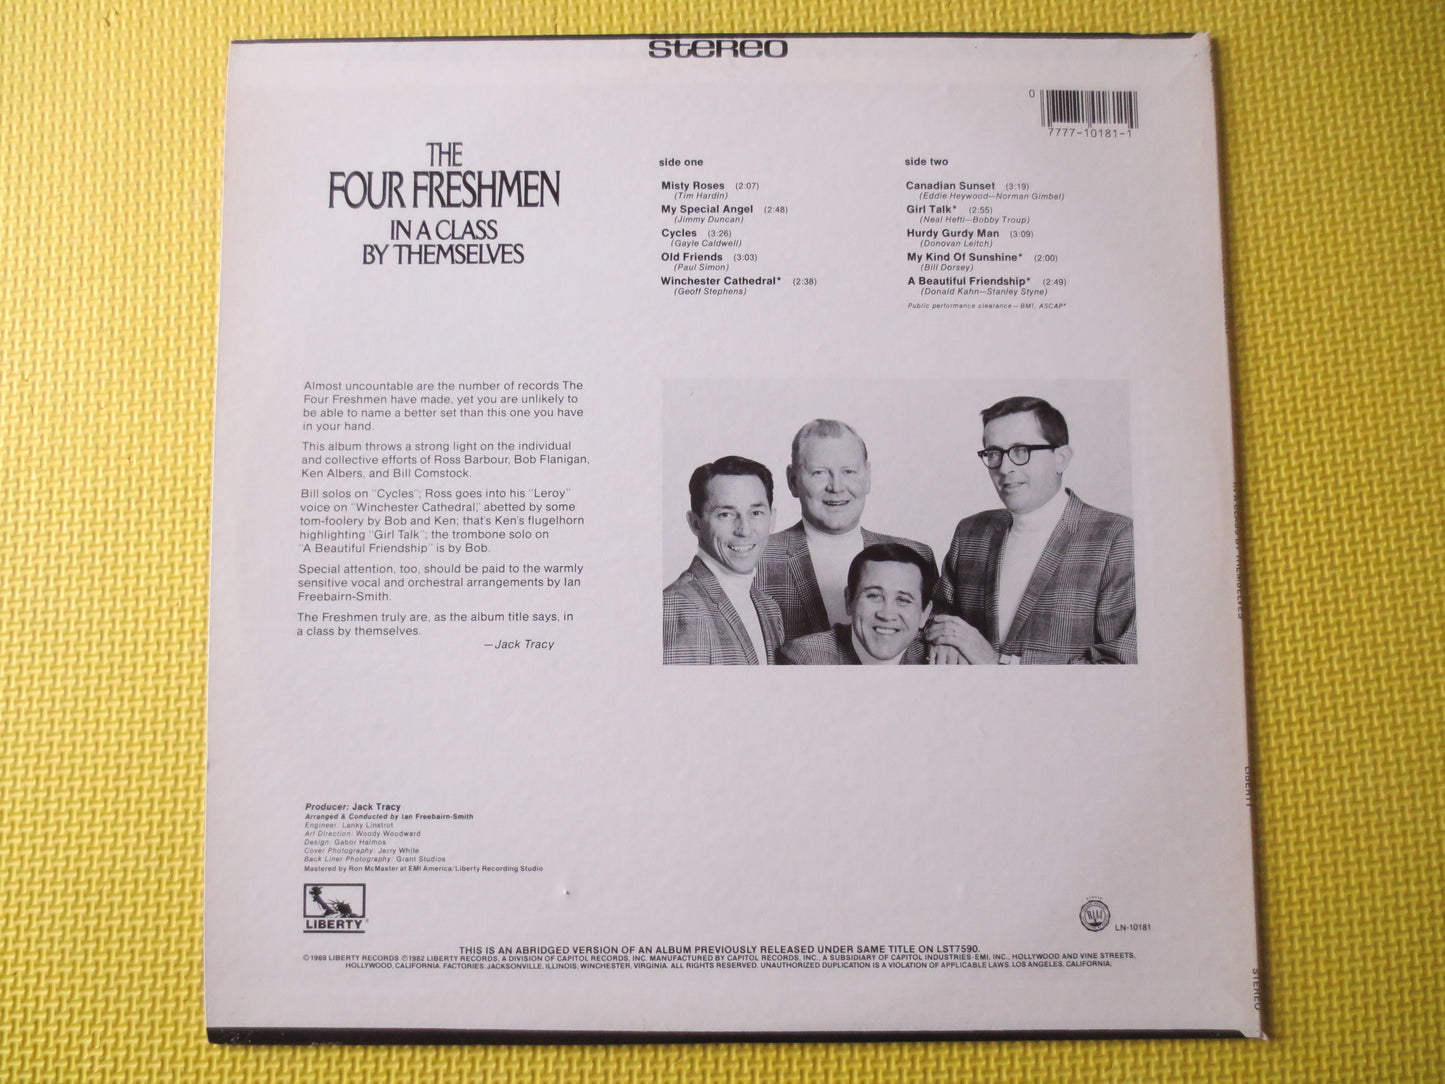 STEREO
0
7777-10181-1
THE
FOUR FRESHMEN
IN A CLASS
BY THEMSELVES
side one
Misty Roses (2:07)
(Tim Hardin)
My Special Angel (2:48)
(Jimmy Duncan)
Cycles (3:26)
(Gayle Caldwell)
Old Friends (3:03)
(Paul Simon)
Winchester Cathedral* (2:38)
(Geoff Stephens)
side two
Canadian Sunset (3:19)
(Eddie Heywood—Norman Gimbel)
Girl Talk* (2:55)
(Neal Hefti—Bobby Troup)
Hurdy Gurdy Man (3:09)
(Donovan Leitch)
My Kind Of Sunshine* (2:00)
(Bill Dorsey)
A Beautiful Friendship* (2:49)
(Donald Kahn—Stanley Styne)
Public performance clearance—BMI, ASCAP*
Almost uncountable are the number of records The
Four Freshmen have made, yet you are unlikely to
be able to name a better set than this one you have
in your hand.
This album throws a strong light on the individual
and collective efforts of Ross Barbour, Bob Flanigan,
Ken Albers, and Bill Comstock.
Bill solos on "Cycles"; Ross goes into his "Leroy"
voice on "Winchester Cathedral," abetted by some
tom-foolery by Bob and Ken; that's Ken's flugelhorn
highlighting "Girl Talk"; the trombone solo on
"A Beautiful Friendship" is by Bob.
Special attention, too, should be paid to the warmly
sensitive vocal and orchestral arrangements by Ian
Freebairn-Smith.
The Freshmen truly are, as the album title says, in
a class by themselves.
—Jack Tracy
Producer: Jack Tracy
Arranged & Conducted by Ian Freebairn-Smith
Engineer: Lanky Linstrot
Art Direction: Woody Woodward
Design: Gabor Halmos
Cover Photography: Jerry White
Back Liner Photography: Grant Studios
Mastered by Ron McMaster at EMI America/Liberty Recording Studio
LIBERTY®
RIAA
LN-10181
THIS IS AN ABRIDGED VERSION OF AN ALBUM PREVIOUSLY RELEASED UNDER SAME TITLE ON LST7590.
©1969 LIBERTY RECORDS ℗1982 LIBERTY RECORDS, A DIVISION OF CAPITOL RECORDS, INC. MANUFACTURED BY CAPITOL RECORDS, INC., A SUBSIDIARY OF CAPITOL INDUSTRIES-EMI, INC., HOLLYWOOD AND VINE STREETS,
HOLLYWOOD, CALIFORNIA. FACTORIES: JACKSONVILLE, ILLINOIS; WINCHESTER, VIRGINIA. ALL RIGHTS RESERVED. UNAUTHORIZED DUPLICATION IS A VIOLATION OF APPLICABLE LAWS. LOS ANGELES, CALIFORNIA.
IN A CLASS BY THEMSELVES
LIBERTY
STEREO